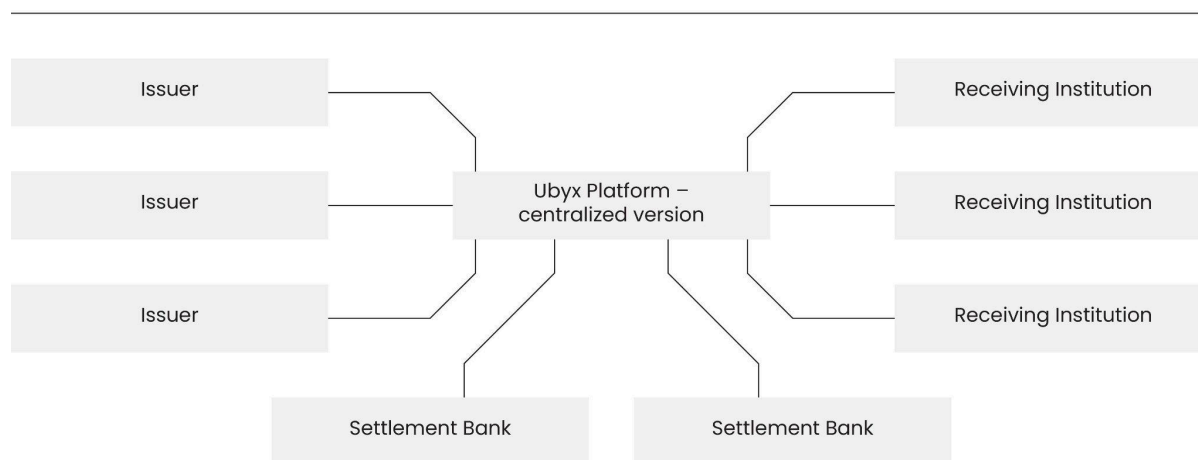 Issuer
Receiving Institution
Issuer
Ubyx Platform –
centralized version
Receiving Institution
Issuer
Receiving Institution
Settlement Bank
Settlement Bank